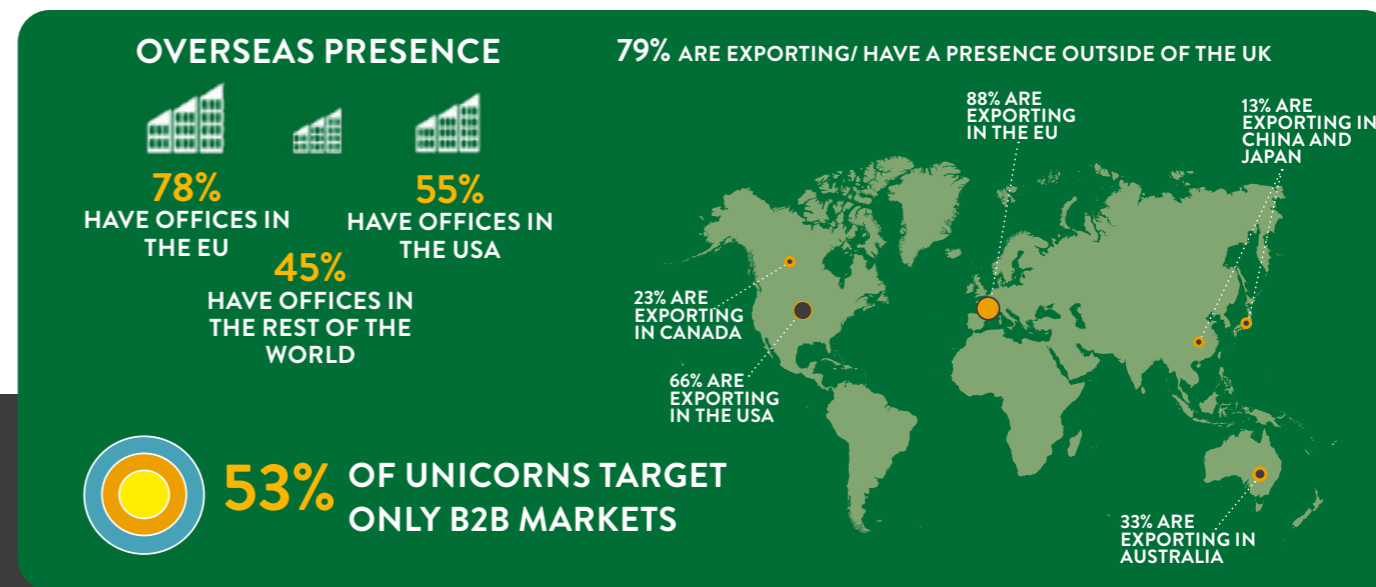 OVERSEAS PRESENCE
78%
HAVE OFFICES IN
THE EU
55%
HAVE OFFICES IN
THE USA
45%
HAVE OFFICES IN
THE REST OF THE
WORLD
53%
OF UNICORNS TARGET
ONLY B2B MARKETS
79% ARE EXPORTING/ HAVE A PRESENCE OUTSIDE OF THE UK
88% ARE
EXPORTING
IN THE EU
13% ARE
EXPORTING IN
CHINA AND
JAPAN
23% ARE
EXPORTING
IN CANADA
66% ARE
EXPORTING
IN THE USA
33% ARE
EXPORTING IN
AUSTRALIA